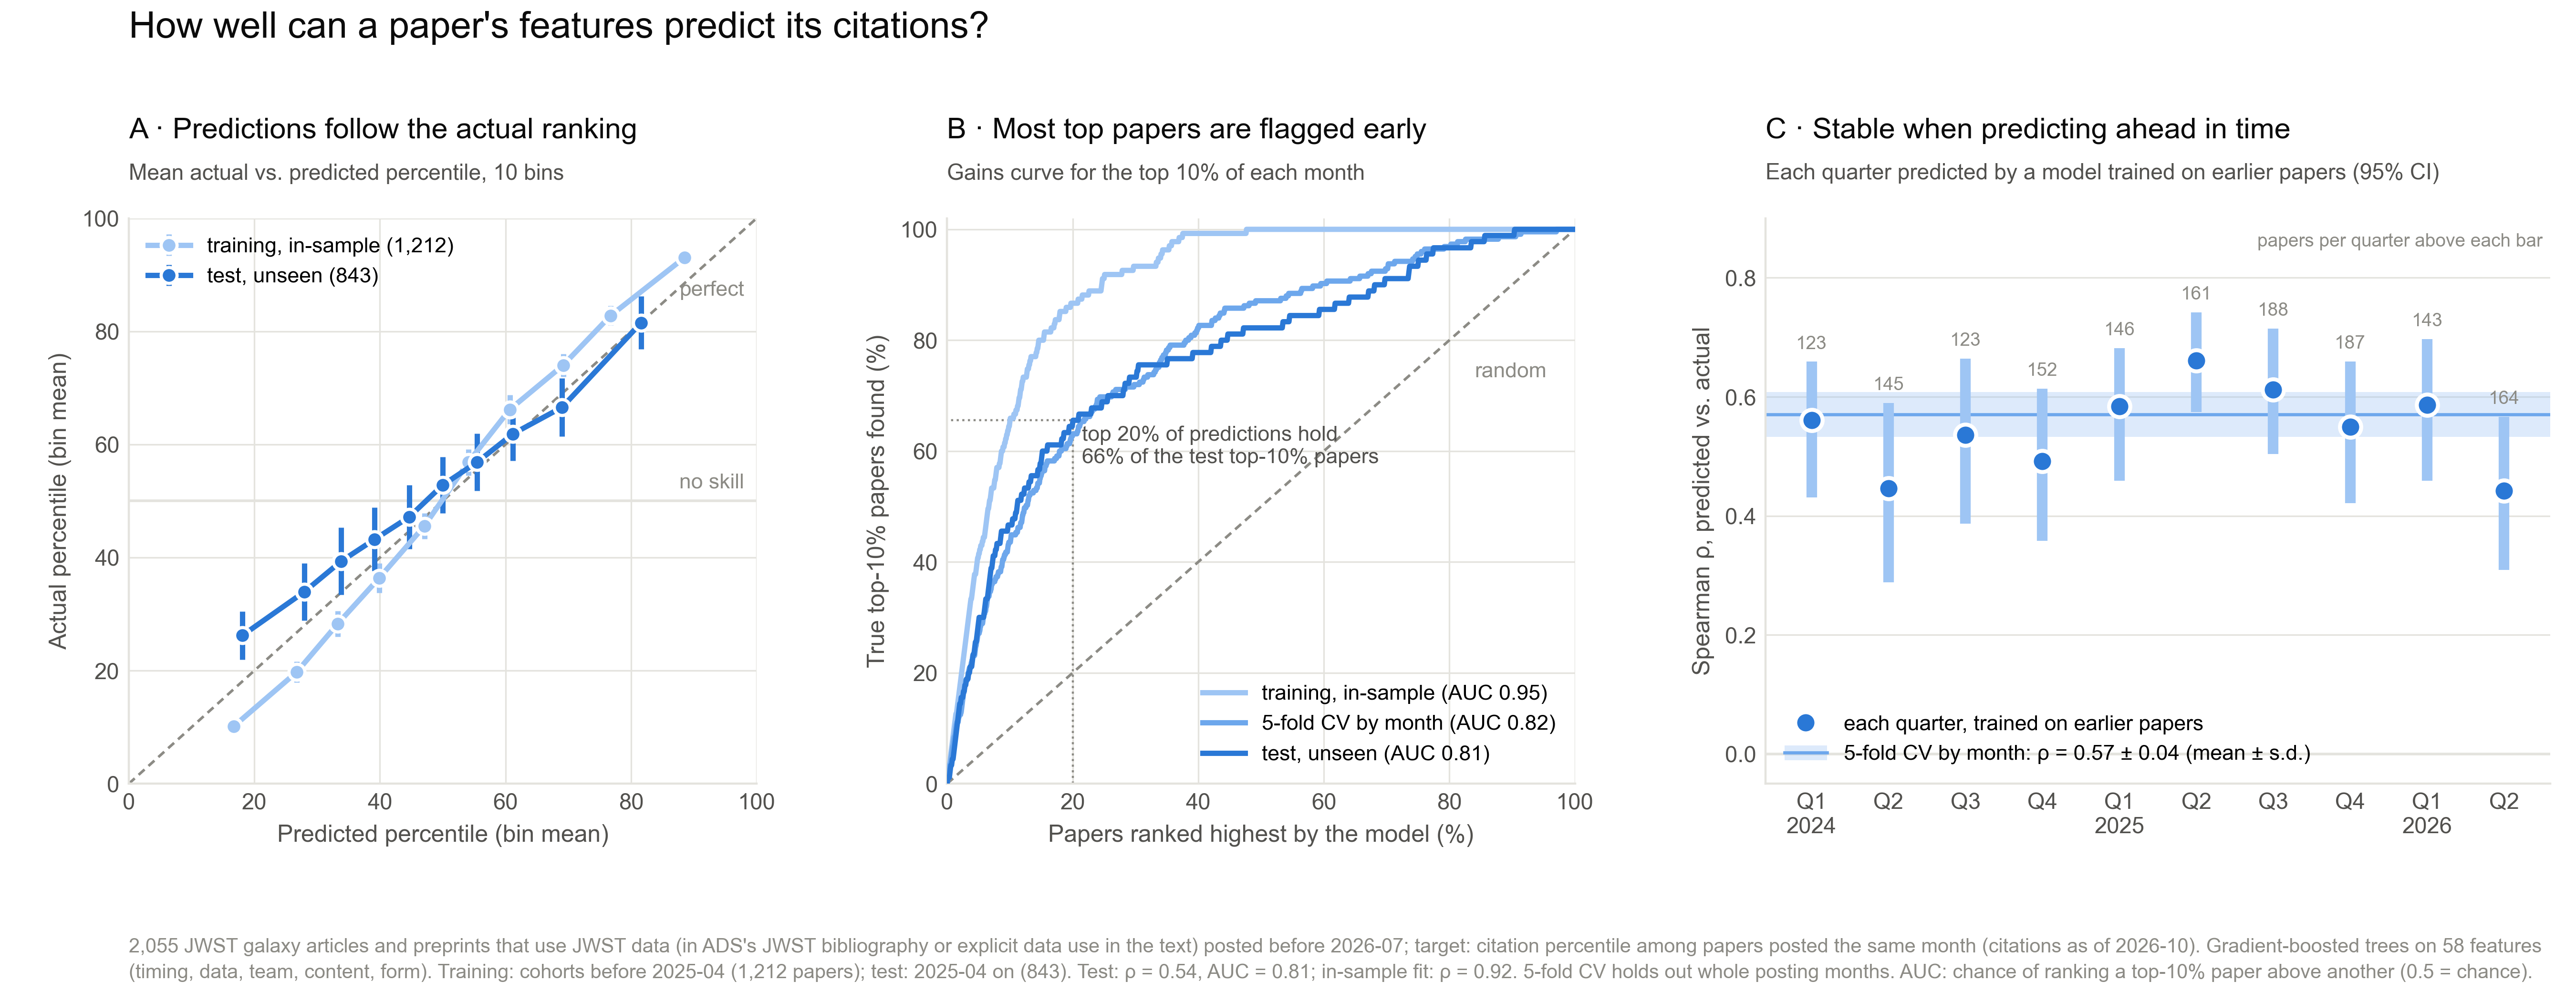 How well can a paper's features predict its citations?
A · Predictions follow the actual ranking
Mean actual vs. predicted percentile, 10 bins
100
80
60
40
20
0
0 20 40 60 80 100
Actual percentile (bin mean)
Predicted percentile (bin mean)
training, in-sample (1,212)
test, unseen (843)
perfect
no skill
B · Most top papers are flagged early
Gains curve for the top 10% of each month
100
80
60
40
20
0
0 20 40 60 80 100
True top-10% papers found (%)
Papers ranked highest by the model (%)
random
top 20% of predictions hold
66% of the test top-10% papers
training, in-sample (AUC 0.95)
5-fold CV by month (AUC 0.82)
test, unseen (AUC 0.81)
C · Stable when predicting ahead in time
Each quarter predicted by a model trained on earlier papers (95% CI)
papers per quarter above each bar
0.8
0.6
0.4
0.2
0.0
Spearman ρ, predicted vs. actual
123 145 123 152 146 161 188 187 143 164
each quarter, trained on earlier papers
5-fold CV by month: ρ = 0.57 ± 0.04 (mean ± s.d.)
Q1 Q2 Q3 Q4 Q1 Q2 Q3 Q4 Q1 Q2
2024 2025 2026
2,055 JWST galaxy articles and preprints that use JWST data (in ADS's JWST bibliography or explicit data use in the text) posted before 2026-07; target: citation percentile among papers posted the same month (citations as of 2026-10). Gradient-boosted trees on 58 features
(timing, data, team, content, form). Training: cohorts before 2025-04 (1,212 papers); test: 2025-04 on (843). Test: ρ = 0.54, AUC = 0.81; in-sample fit: ρ = 0.92. 5-fold CV holds out whole posting months. AUC: chance of ranking a top-10% paper above another (0.5 = chance).